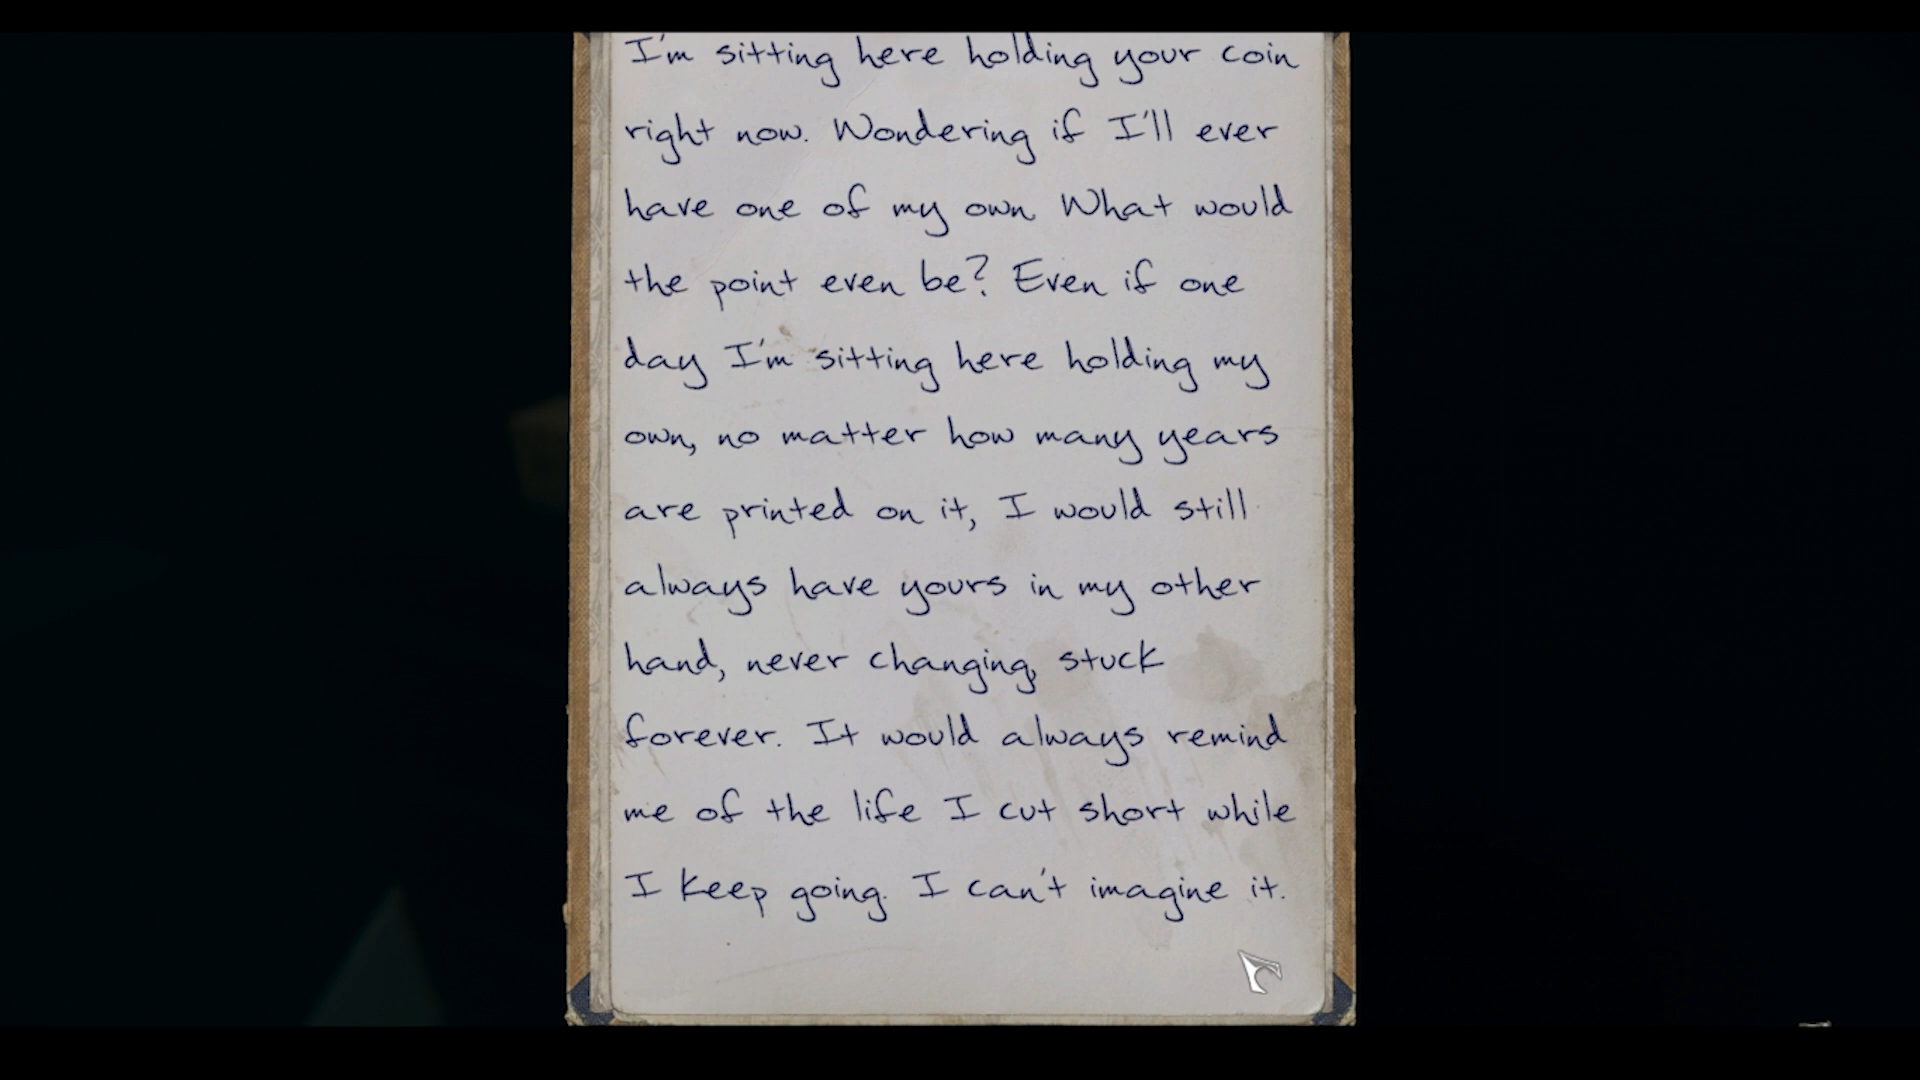 I'm sitting here holding your coin
right now. Wondering if I'll ever
have one of my own. What would
the point even be? Even if one
day I'm sitting here holding my
own, no matter how many years
are printed on it, I would still
always have yours in my other
hand, never changing, stuck
forever. It would always remind
me of the life I cut short while
I keep going. I can't imagine it.